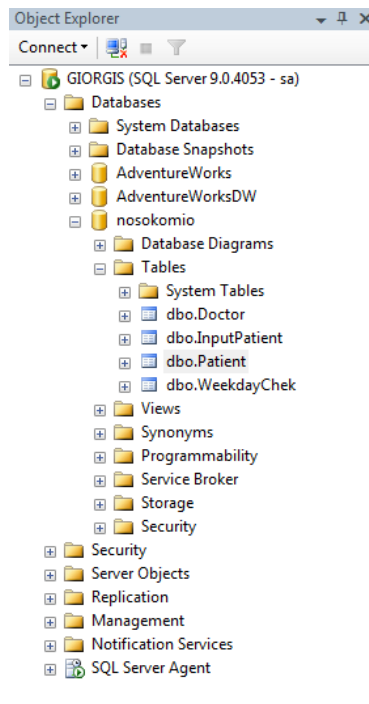 Object Explorer
Connect
GIORGIS (SQL Server 9.0.4053 - sa)
Databases
System Databases
Database Snapshots
AdventureWorks
AdventureWorksDW
nosokomio
Database Diagrams
Tables
System Tables
dbo.Doctor
dbo.InputPatient
dbo.Patient
dbo.WeekdayChek
Views
Synonyms
Programmability
Service Broker
Storage
Security
Security
Server Objects
Replication
Management
Notification Services
SQL Server Agent